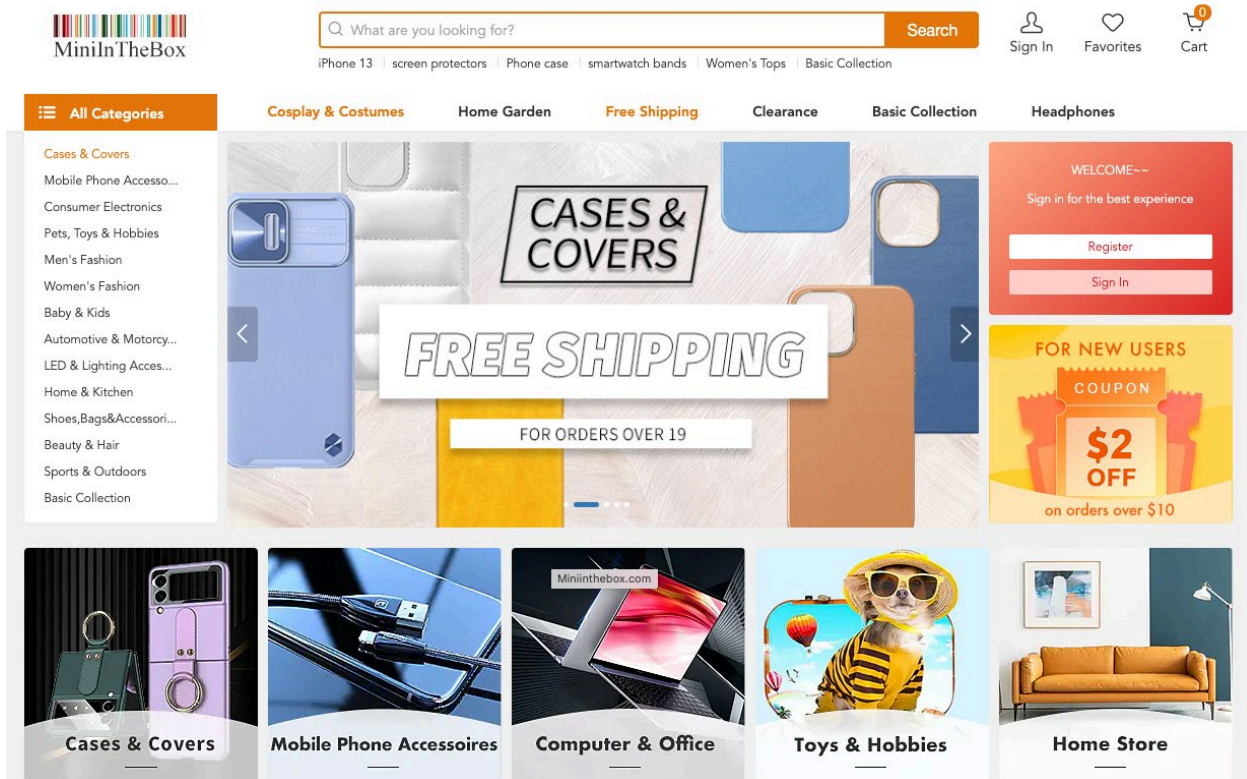 MiniInTheBox
What are you looking for?
Search
iPhone 13
screen protectors
Phone case
smartwatch bands
Women's Tops
Basic Collection
Sign In
Favorites
0
Cart
All Categories
Cosplay & Costumes
Home Garden
Free Shipping
Clearance
Basic Collection
Headphones
Cases & Covers
Mobile Phone Accesso...
Consumer Electronics
Pets, Toys & Hobbies
Men's Fashion
Women's Fashion
Baby & Kids
Automotive & Motorcy...
LED & Lighting Acces...
Home & Kitchen
Shoes,Bags&Accessori...
Beauty & Hair
Sports & Outdoors
Basic Collection
CASES &
COVERS
FREE SHIPPING
FOR ORDERS OVER 19
WELCOME~~
Sign in for the best experience
Register
Sign In
FOR NEW USERS
COUPON
$2
OFF
on orders over $10
Miniinthebox.com
Cases & Covers
Mobile Phone Accessoires
Computer & Office
Toys & Hobbies
Home Store